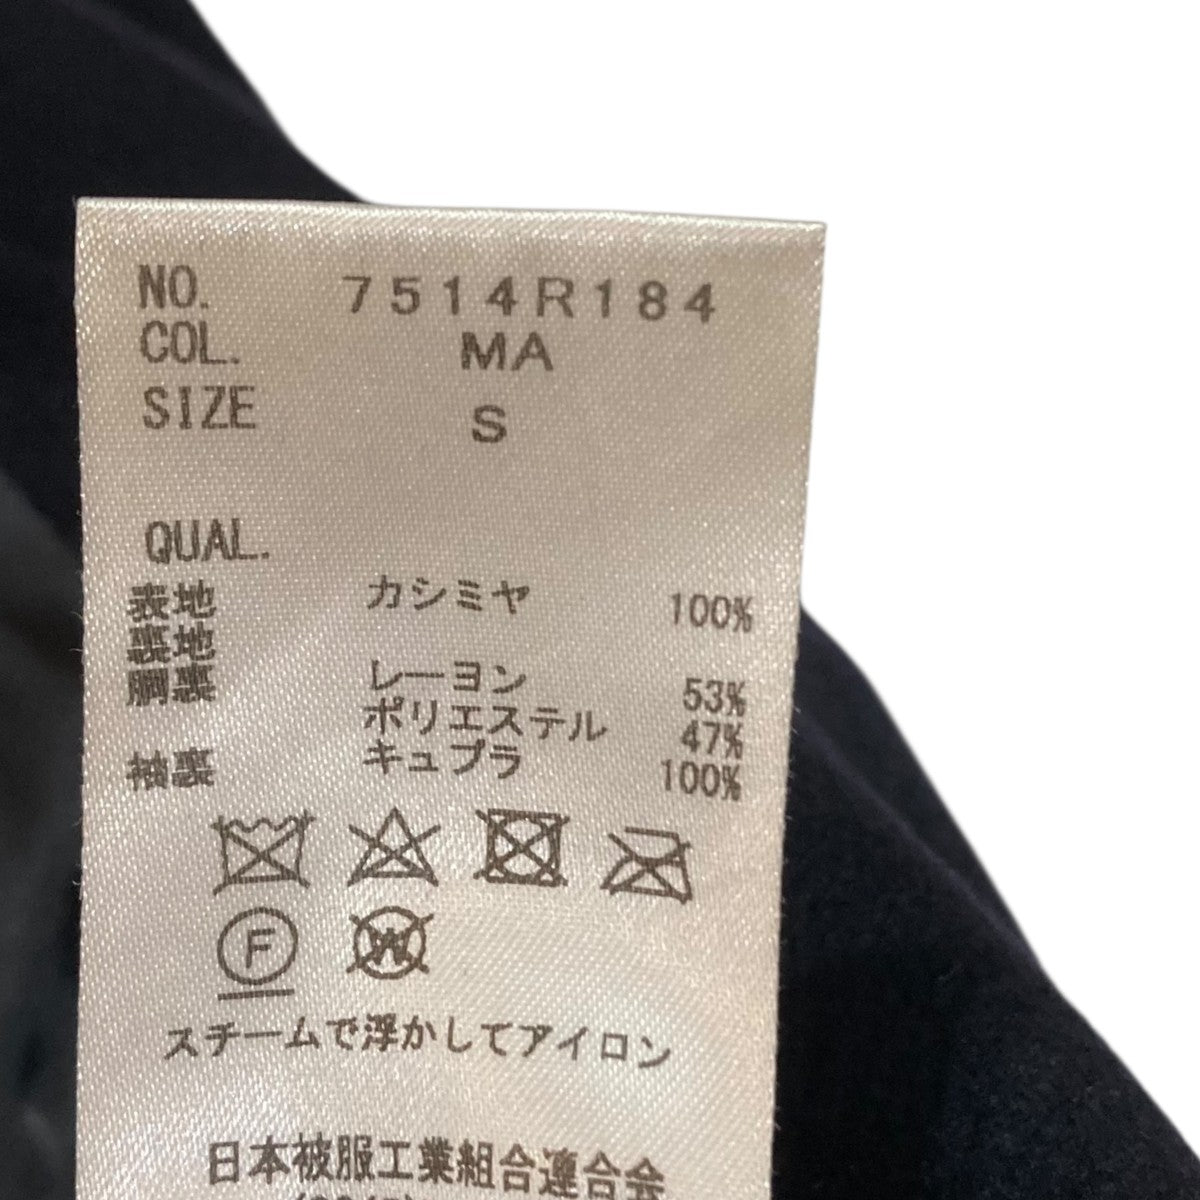 NO. 7514R184
COL. MA
SIZE S
QUAL.
表地 カシミヤ 100%
裏地
胴裏 レーヨン 53%
ポリエステル 47%
袖裏 キュプラ 100%
F
W
スチームで浮かしてアイロン
日本被服工業組合連合会